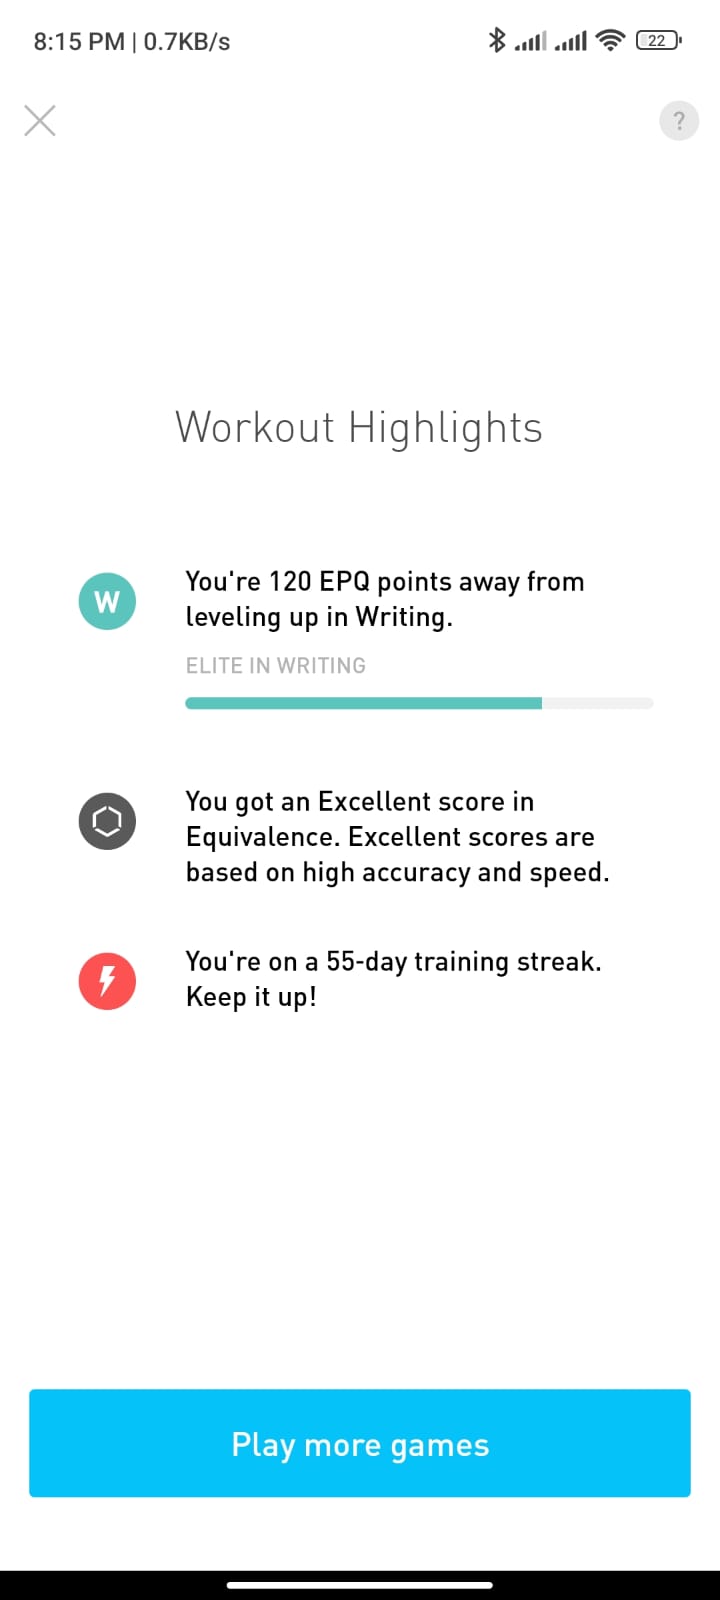 8:15 PM | 0.7KB/s
22
?
Workout Highlights
W
You're 120 EPQ points away from
leveling up in Writing.
ELITE IN WRITING
You got an Excellent score in
Equivalence. Excellent scores are
based on high accuracy and speed.
You're on a 55-day training streak.
Keep it up!
Play more games